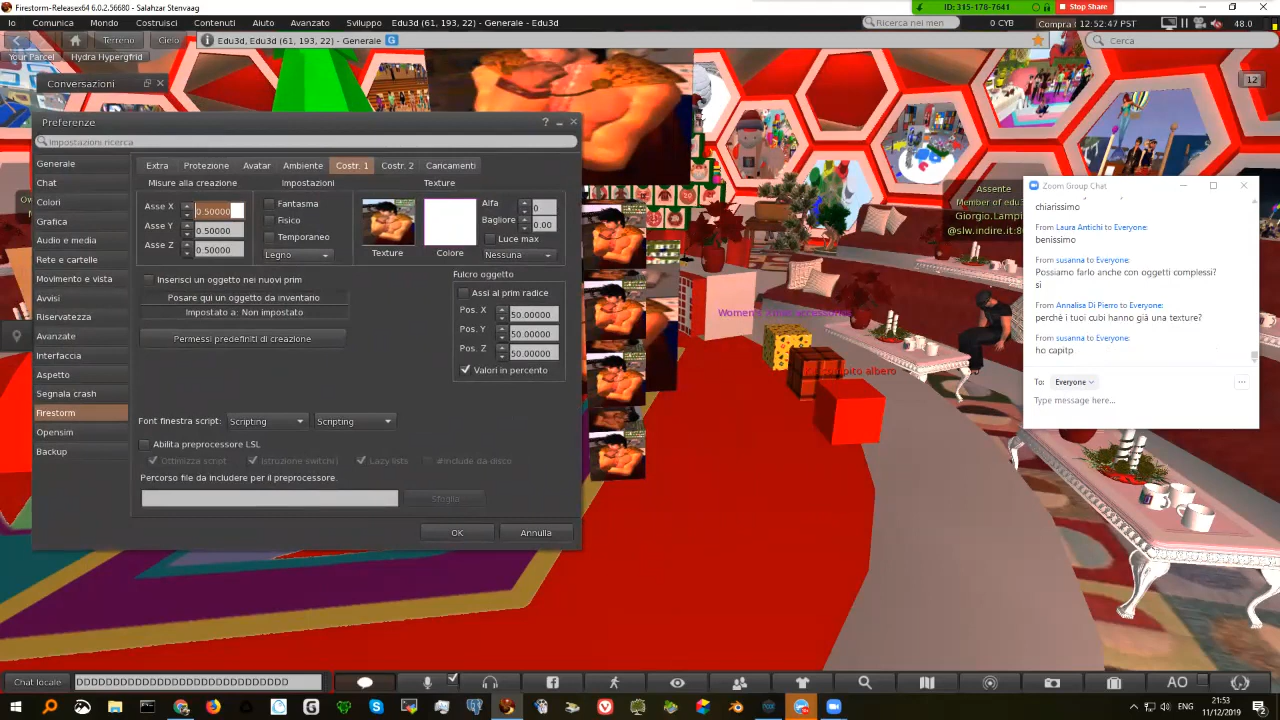 Firestorm-Releasex64 6.0.2.56680 - Salahzar Stenvaag
ID: 315-178-7641
Stop Share
Mondo Costruisci
Avatar Comunica Mondo
Opensim Aiuto Avanzato Sviluppo Edu3d (61, 193, 22) - Generale - Edu3d
Ricerca nei men
0 CYB
Compra
12:52:47 PST
48.0
Terreno
Cielo
Edu3d, Edu3d (61, 193, 22) - Generale
G
Cerca
Your Parcel
Hydra Hypergfrid
Conversazioni
12
Preferenze
Impostazioni ricerca
Generale
Chat
Colori
Grafica
Audio e media
Rete e cartelle
Movimento e vista
Avvisi
Riservatezza
Avanzate
Interfaccia
Aspetto
Segnala crash
Firestorm
Opensim
Backup
Extra Protezione Avatar Ambiente Costr. 1 Costr. 2 Caricamenti
Misure alla creazione
Impostazioni
Texture
Asse X 0.50000
Asse Y 0.50000
Asse Z 0.50000
Fantasma
Fisico
Temporaneo
Legno
Texture
Colore
Alfa 0
Bagliore 0.00
Luce max
Nessuna
Inserisci un oggetto nei nuovi prim
Posare qui un oggetto da inventario
Impostato a: Non impostato
Permessi predefiniti di creazione
Fulcro oggetto
Assi al prim radice
Pos. X 50.00000
Pos. Y 50.00000
Pos. Z 50.00000
Valori in percento
Font finestra script: Scripting Scripting
Abilita preprocessore LSL
Ottimizza script
Istruzione switch()
Lazy lists
#include da disco
Percorso file da includere per il preprocessore.
Sfoglia
OK
Annulla
Assente
Member of edu3
Giorgio.Lampi
@slw.indire.it:8
albero
Zoom Group Chat
chiarissimo
From Laura Antichi to Everyone:
benissimo
From susanna to Everyone:
Possiamo farlo anche con oggetti complessi?
si
From Annalisa Di Pierro to Everyone:
perchè i tuoi cubi hanno già una texture?
From susanna to Everyone:
ho capitp
To: Everyone
Type message here...
Chat locale
DDDDDDDDDDDDDDDDDDDDDDDDDDDDD
AO
ENG
21:53
11/12/2019